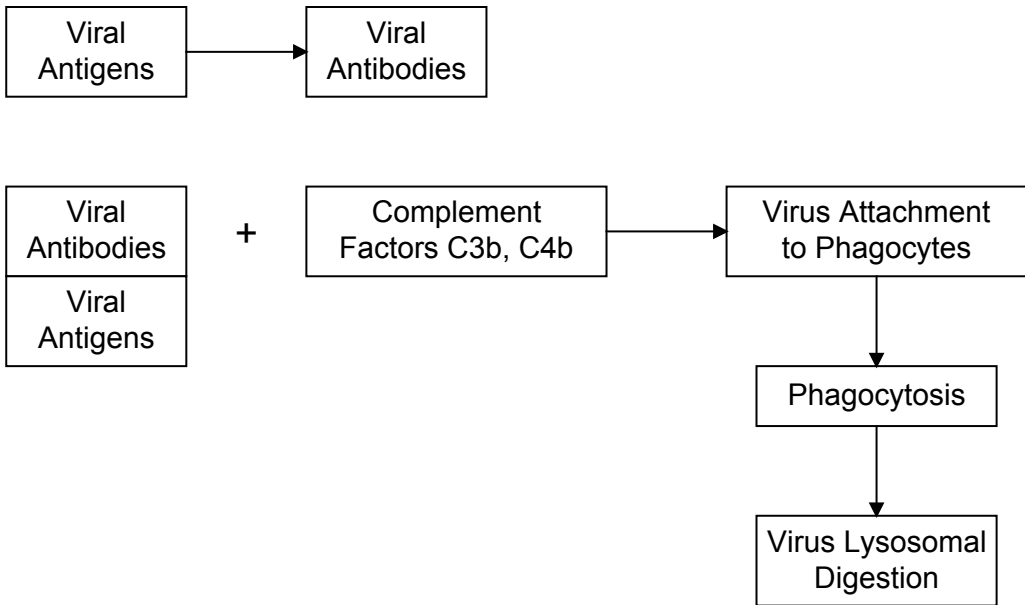 Viral
Antigens
Viral
Antibodies
Viral
Antibodies
+
Complement
Factors C3b, C4b
Virus Attachment
to Phagocytes
Viral
Antigens
Phagocytosis
Virus Lysosomal
Digestion